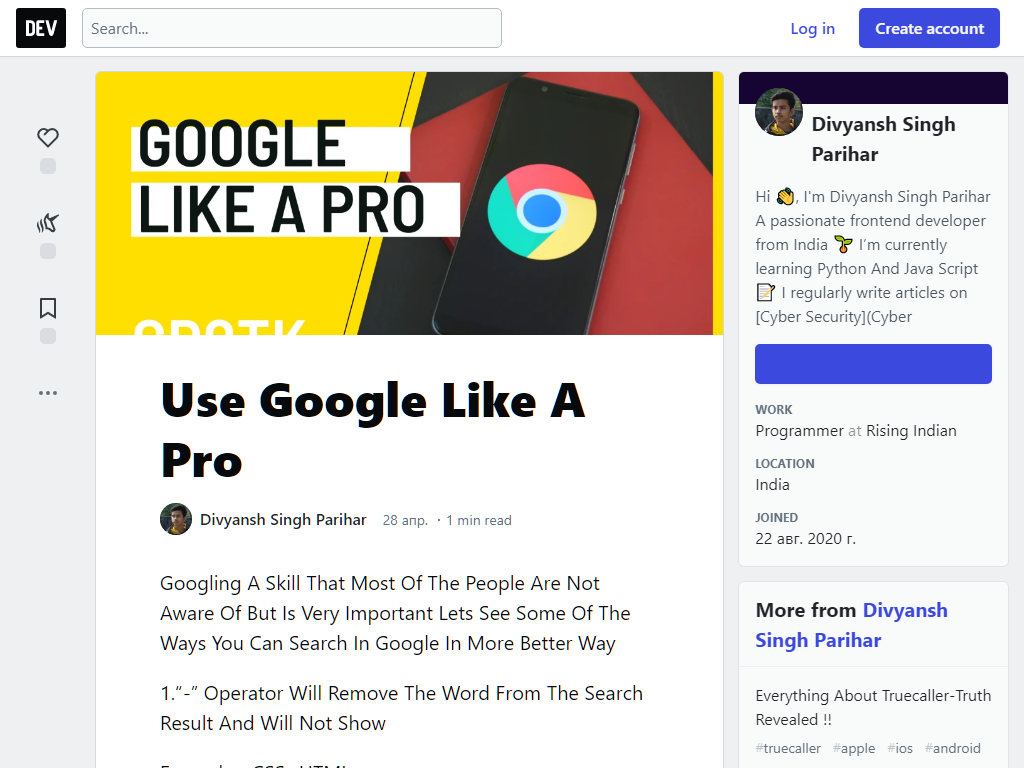 DEV
Search...
Log in
Create account
GOOGLE
LIKE A PRO
Use Google Like A
Pro
Divyansh Singh Parihar 28 апр. ・1 min read
Googling A Skill That Most Of The People Are Not
Aware Of But Is Very Important Lets See Some Of The
Ways You Can Search In Google In More Better Way
1.“-” Operator Will Remove The Word From The Search
Result And Will Not Show
Divyansh Singh
Parihar
Hi 👋, I'm Divyansh Singh Parihar
A passionate frontend developer
from India 🌱 I’m currently
learning Python And Java Script
📝 I regularly write articles on
[Cyber Security](Cyber
WORK
Programmer at Rising Indian
LOCATION
India
JOINED
22 авг. 2020 г.
More from Divyansh
Singh Parihar
Everything About Truecaller-Truth
Revealed !!
#truecaller #apple #ios #android